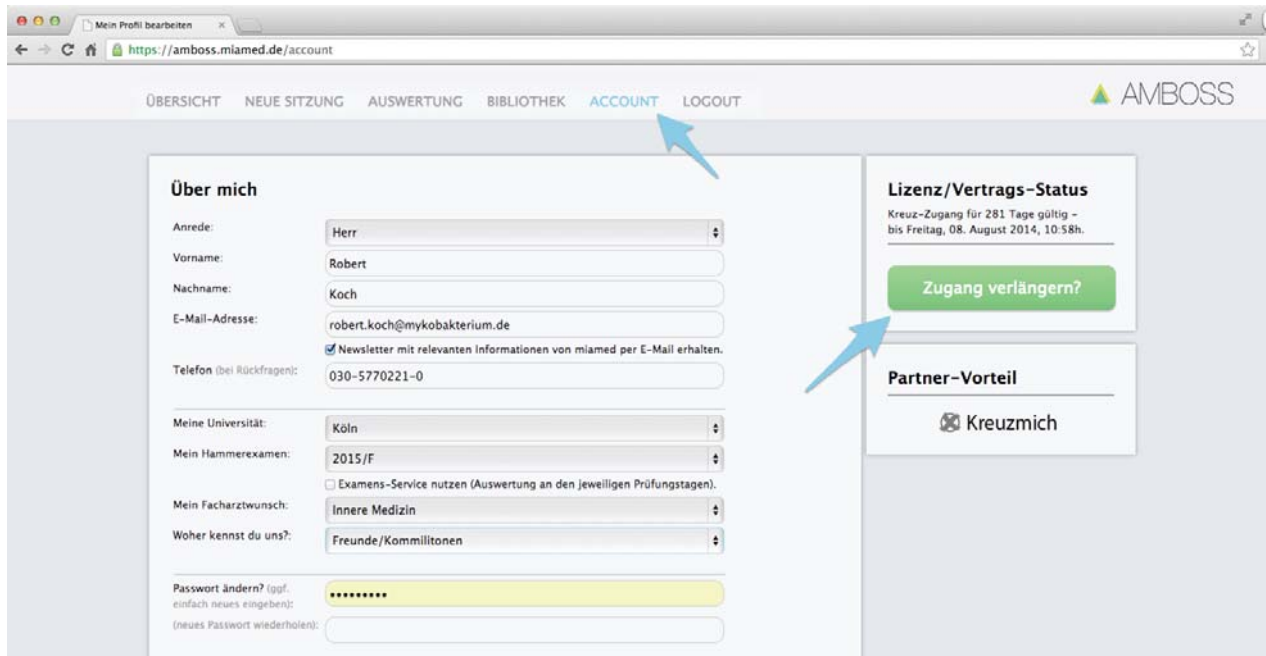 Mein Profil bearbeiten
https://amboss.miamed.de/account
ÜBERSICHT NEUE SITZUNG AUSWERTUNG BIBLIOTHEK ACCOUNT LOGOUT
AMBOSS
Über mich
Anrede: Herr
Vorname: Robert
Nachname: Koch
E-Mail-Adresse: robert.koch@mykobakterium.de
Newsletter mit relevanten Informationen von miamed per E-Mail erhalten.
Telefon (bei Rückfragen): 030-5770221-0
Meine Universität: Köln
Mein Hammerexamen: 2015/F
Examens-Service nutzen (Auswertung an den jeweiligen Prüfungstagen).
Mein Facharztwunsch: Innere Medizin
Woher kennst du uns?: Freunde/Kommilitonen
Passwort ändern? (ggf.
einfach neues eingeben):
•••••••••
(neues Passwort wiederholen):
Lizenz/Vertrags-Status
Kreuz-Zugang für 281 Tage gültig –
bis Freitag, 08. August 2014, 10:58h.
Zugang verlängern?
Partner-Vorteil
Kreuzmich